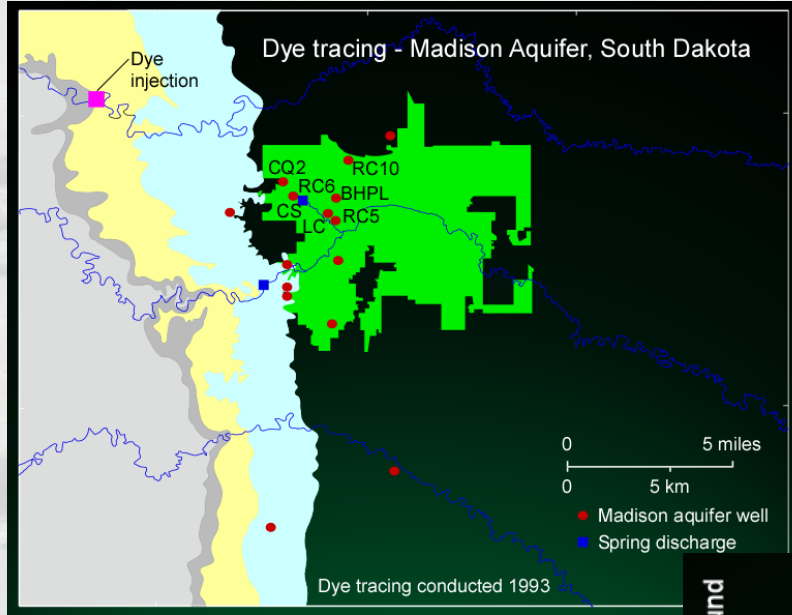 Dye tracing - Madison Aquifer, South Dakota
Dye
injection
RC10
CQ2
RC6
BHPL
CS
LC
RC5
0 5 miles
0 5 km
Madison aquifer well
Spring discharge
Dye tracing conducted 1993